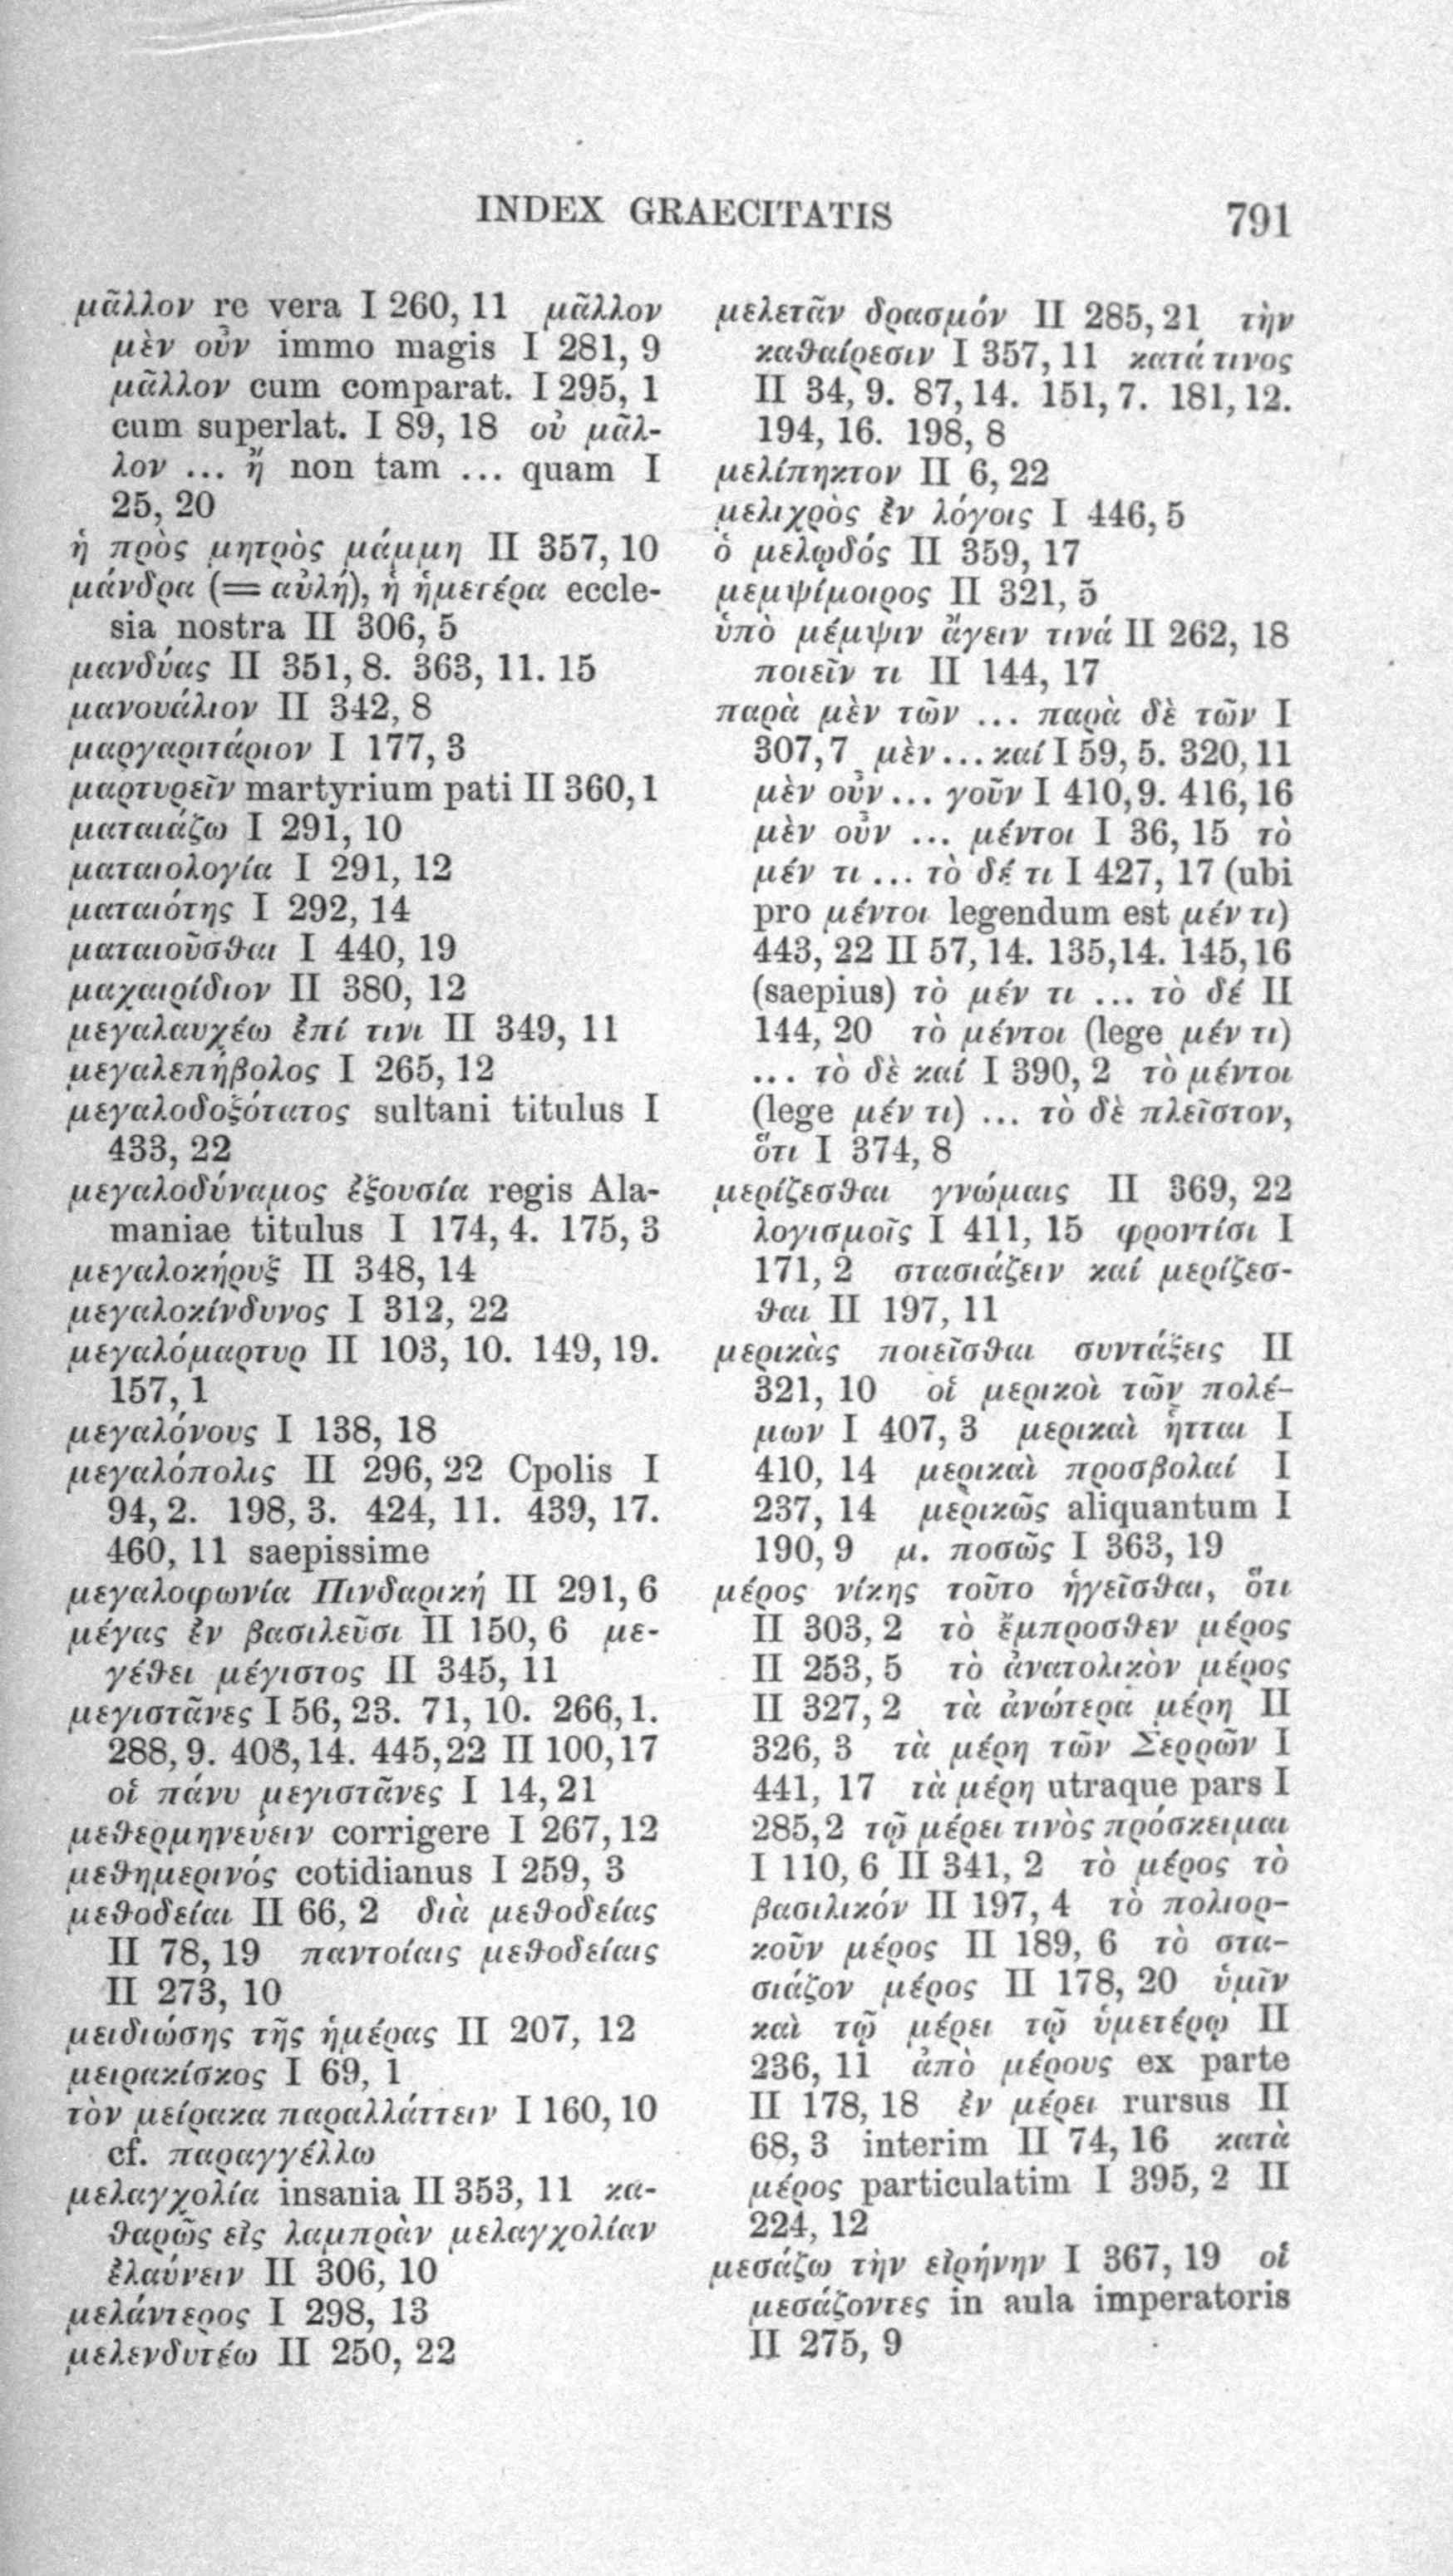 INDEX GRAECITATIS 791
μᾶλλον re vera I 260, 11 μᾶλλον
μὲν οὖν immo magis I 281, 9
μᾶλλον cum comparat. I 295, 1
cum superlat. I 89, 18 οὐ μᾶλ-
λον ... ἤ non tam ... quam I
25, 20
ἡ πρὸς μητρὸς μάμμη II 357, 10
μάνδρα (= αὐλή), ἡ ἡμετέρα eccle-
sia nostra II 306, 5
μανδύας II 351, 8. 363, 11. 15
μανουάλιον II 342, 8
μαργαριτάριον I 177, 3
μαρτυρεῖν martyrium pati II 360, 1
ματαιάζω I 291, 10
ματαιολογία I 291, 12
ματαιότης I 292, 14
ματαιοῦσθαι I 440, 19
μαχαιρίδιον II 380, 12
μεγαλαυχέω ἐπί τινι II 349, 11
μεγαλεπήβολος I 265, 12
μεγαλοδοξότατος sultani titulus I
433, 22
μεγαλοδύναμος ἐξουσία regis Ala-
maniae titulus I 174, 4. 175, 3
μεγαλοκήρυξ II 348, 14
μεγαλοκίνδυνος I 312, 22
μεγαλόμαρτυρ II 103, 10. 149, 19.
157, 1
μεγαλόνους I 138, 18
μεγαλόπολις II 296, 22 Cpolis I
94, 2. 198, 3. 424, 11. 439, 17.
460, 11 saepissime
μεγαλοφωνία Πινδαρική II 291, 6
μέγας ἐν βασιλεῦσι II 150, 6 με-
γέθει μέγιστος II 345, 11
μεγιστᾶνες I 56, 23. 71, 10. 266, 1.
288, 9. 408, 14. 445, 22 II 100, 17
οἱ πάνυ μεγιστᾶνες I 14, 21
μεθερμηνεύειν corrigere I 267, 12
μεθημερινός cotidianus I 259, 3
μεθοδείαι II 66, 2 διὰ μεθοδείας
II 78, 19 παντοίαις μεθοδείαις
II 273, 10
μειδιώσης τῆς ἡμέρας II 207, 12
μειρακίσκος I 69, 1
τὸν μείρακα παραλλάττειν I 160, 10
cf. παραγγέλλω
μελαγχολία insania II 353, 11 κα-
θαρῶς εἰς λαμπρὰν μελαγχολίαν
ἐλαύνειν II 306, 10
μελάντερος I 298, 13
μελενδυτέω II 250, 22
μελετᾶν δρασμόν II 285, 21 τὴν
καθαίρεσιν I 357, 11 κατά τινος
II 34, 9. 87, 14. 151, 7. 181, 12.
194, 16. 198, 8
μελίπηκτον II 6, 22
μελιχρὸς ἐν λόγοις I 446, 5
ὁ μελῳδός II 359, 17
μεμψίμοιρος II 321, 5
ὑπὸ μέμψιν ἄγειν τινά II 262, 18
ποιεῖν τι II 144, 17
παρὰ μὲν τῶν ... παρὰ δὲ τῶν I
307, 7 μὲν ... καί I 59, 5. 320, 11
μὲν οὖν ... γοῦν I 410, 9. 416, 16
μὲν οὖν ... μέντοι I 36, 15 τὸ
μέν τι ... τὸ δέ τι I 427, 17 (ubi
pro μέντοι legendum est μέν τι)
443, 22 II 57, 14. 135, 14. 145, 16
(saepius) τὸ μέν τι ... τὸ δέ II
144, 20 τὸ μέντοι (lege μέν τι)
... τὸ δὲ καί I 390, 2 τὸ μέντοι
(lege μέν τι) ... τὸ δὲ πλεῖστον,
ὅτι I 374, 8
μερίζεσθαι γνώμαις II 369, 22
λογισμοῖς I 411, 15 φροντίσι I
171, 2 στασιάζειν καί μερίζεσ-
θαι II 197, 11
μερικὰς ποιεῖσθαι συντάξεις II
321, 10 οἱ μερικοὶ τῶν πολέ-
μων I 407, 3 μερικαὶ ἧτται I
410, 14 μερικαὶ προσβολαί I
237, 14 μερικῶς aliquantum I
190, 9 μ. ποσῶς I 363, 19
μέρος νίκης τοῦτο ἡγεῖσθαι, ὅτι
II 303, 2 τὸ ἔμπροσθεν μέρος
II 253, 5 τὸ ἀνατολικὸν μέρος
II 327, 2 τὰ ἀνώτερα μέρη II
326, 3 τὰ μέρη τῶν Σερρῶν I
441, 17 τὰ μέρη utraque pars I
285, 2 τῷ μέρει τινὸς πρόσκειμαι
I 110, 6 II 341, 2 τὸ μέρος τὸ
βασιλικόν II 197, 4 τὸ πολιορ-
κοῦν μέρος II 189, 6 τὸ στα-
σιάζον μέρος II 178, 20 ὑμῖν
καὶ τῷ μέρει τῷ ὑμετέρῳ II
236, 11 ἀπὸ μέρους ex parte
II 178, 18 ἐν μέρει rursus II
68, 3 interim II 74, 16 κατὰ
μέρος particulatim I 395, 2 II
224, 12
μεσάζω τὴν εἰρήνην I 367, 19 οἱ
μεσάζοντες in aula imperatoris
II 275, 9